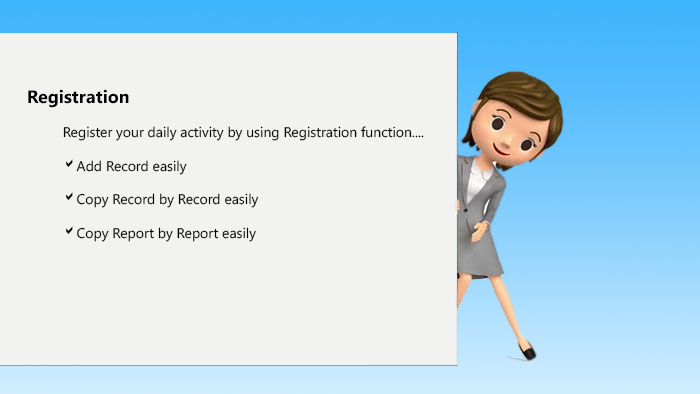 Registration
Register your daily activity by using Registration function....
Add Record easily
Copy Record by Record easily
Copy Report by Report easily